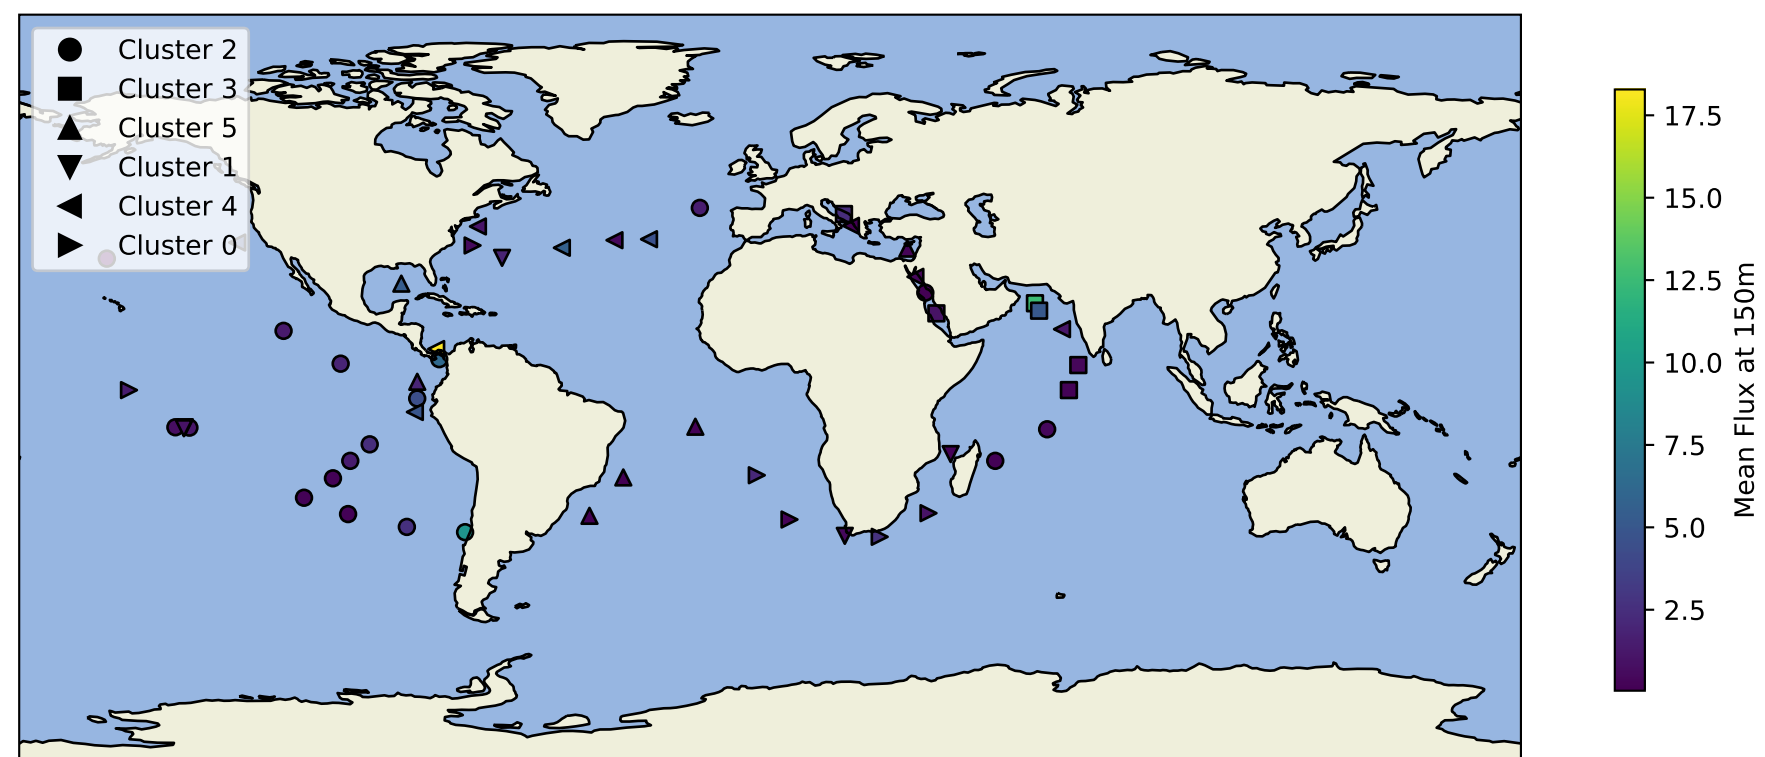 Cluster 2
Cluster 3
Cluster 5
Cluster 1
Cluster 4
Cluster 0
17.5
15.0
12.5
10.0
7.5
5.0
2.5
Mean Flux at 150m